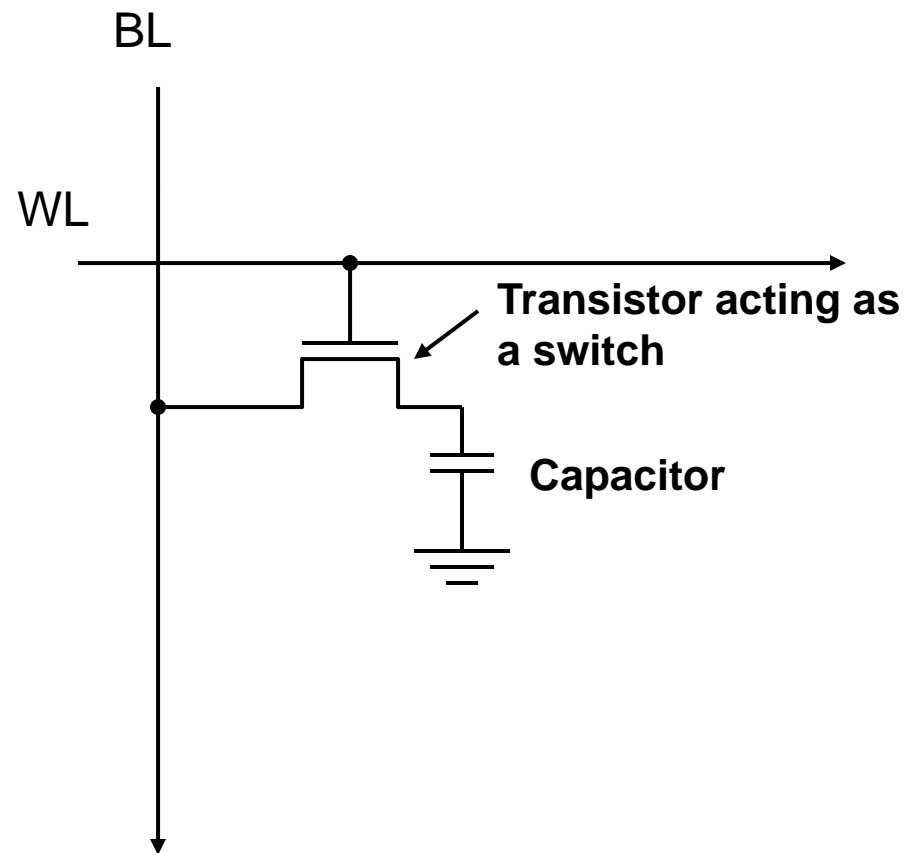 BL
WL
Transistor acting as
a switch
Capacitor